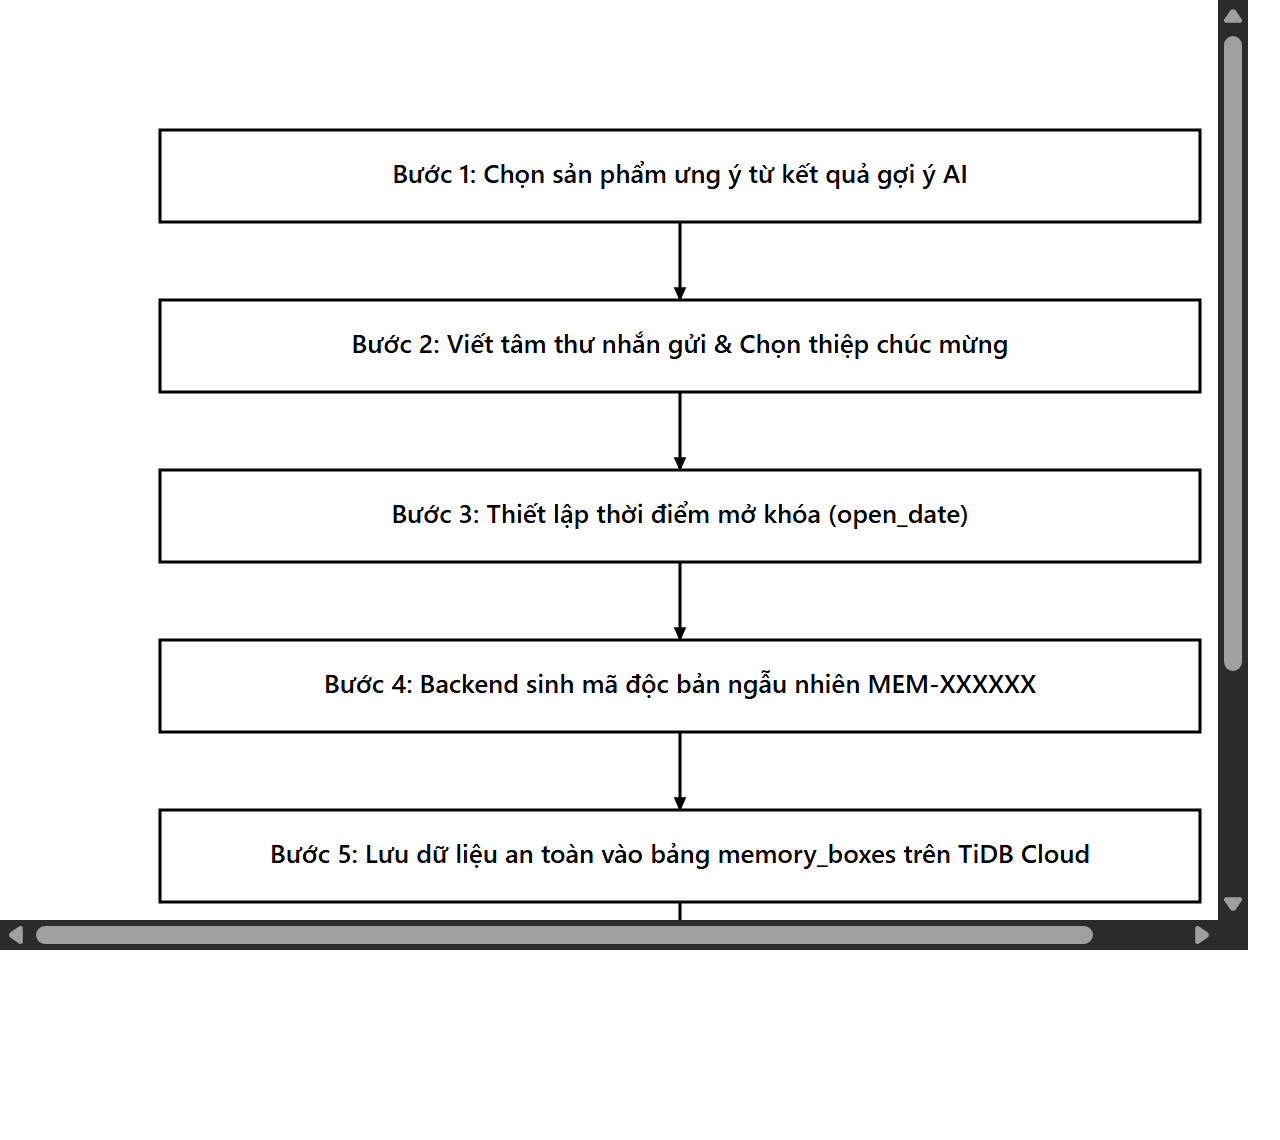 Bước 1: Chọn sản phẩm ưng ý từ kết quả gợi ý AI
Bước 2: Viết tâm thư nhắn gửi & Chọn thiệp chúc mừng
Bước 3: Thiết lập thời điểm mở khóa (open_date)
Bước 4: Backend sinh mã độc bản ngẫu nhiên MEM-XXXXXX
Bước 5: Lưu dữ liệu an toàn vào bảng memory_boxes trên TiDB Cloud